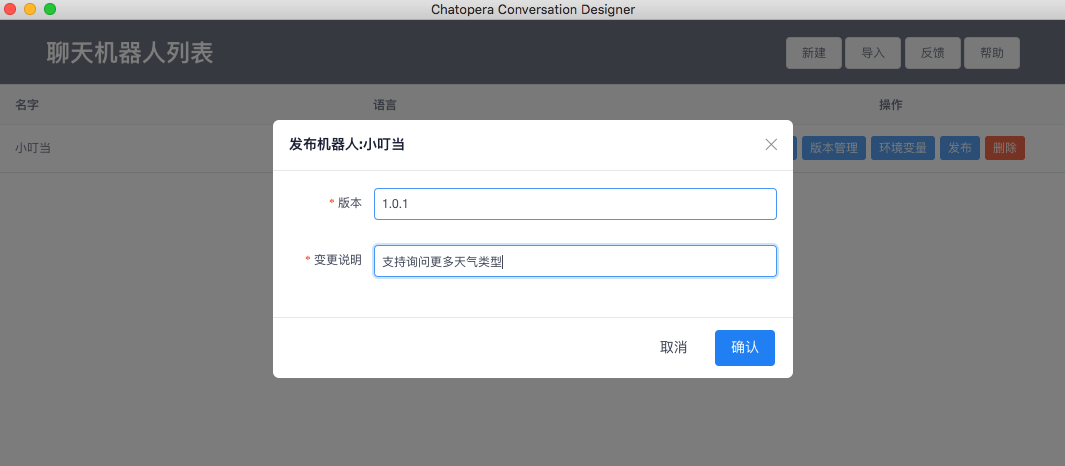 Chatopera Conversation Designer
聊天机器人列表
新建 导入 反馈 帮助
名字 语言 操作
小叮当 版本管理 环境变量 发布 删除
发布机器人:小叮当
* 版本 1.0.1
* 变更说明 支持询问更多天气类型
取消 确认